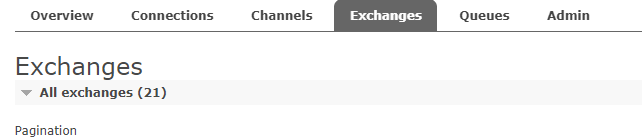 Overview Connections Channels Exchanges Queues Admin
Exchanges
All exchanges (21)
Pagination